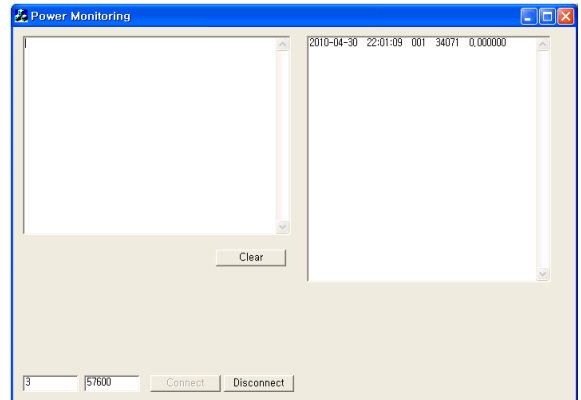 Power Monitoring
2010-04-30 22:01:09 001 34071 0,000000
Clear
3
57600
Connect
Disconnect